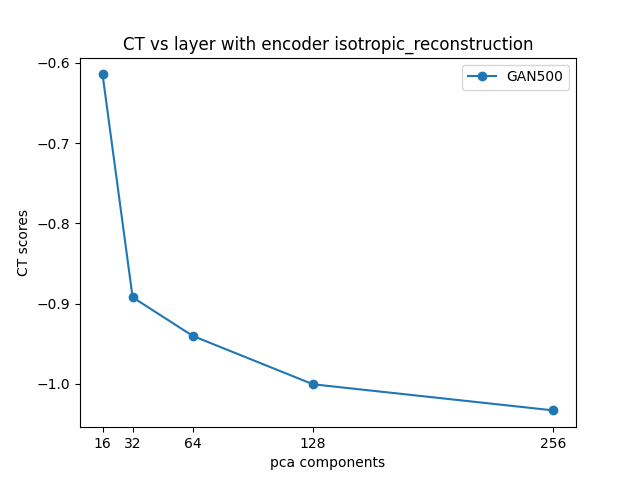 CT vs layer with encoder isotropic_reconstruction
GAN500
−0.6
−0.7
−0.8
−0.9
−1.0
CT scores
16 32 64 128 256
pca components